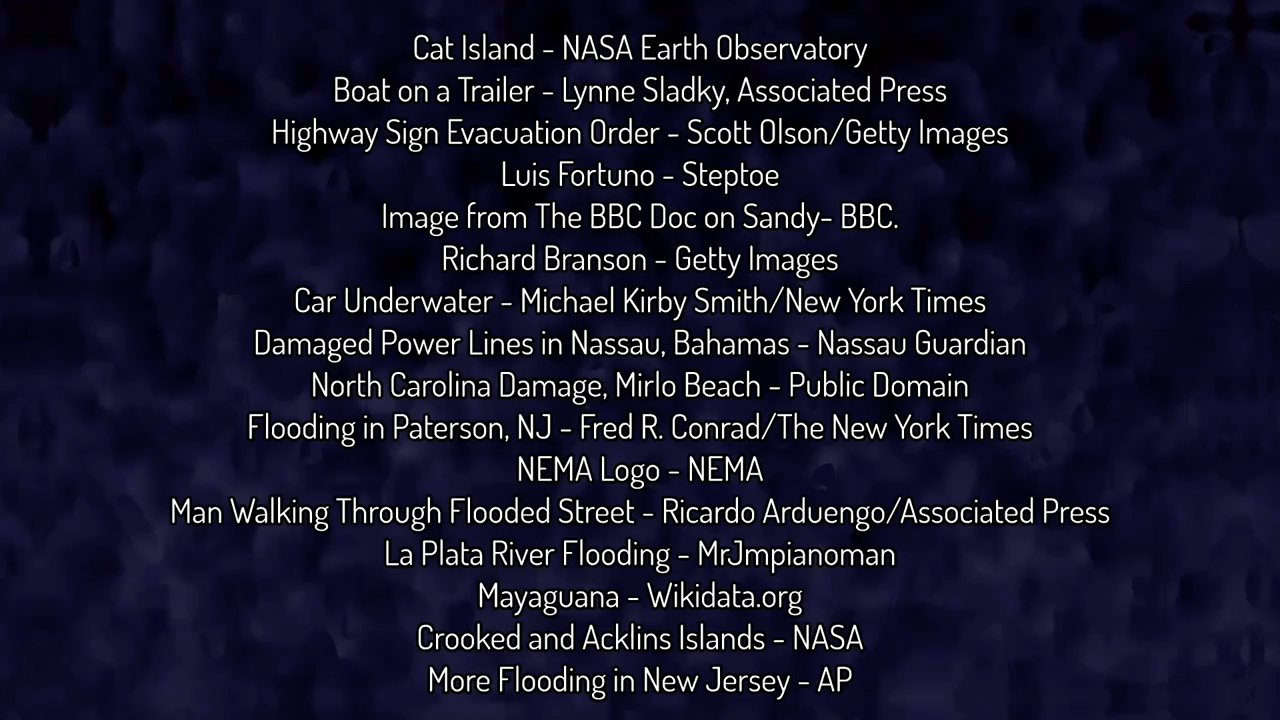 Cat Island - NASA Earth Observatory
Boat on a Trailer - Lynne Sladky, Associated Press
Highway Sign Evacuation Order - Scott Olson/Getty Images
Luis Fortuno - Steptoe
Image from The BBC Doc on Sandy- BBC.
Richard Branson - Getty Images
Car Underwater - Michael Kirby Smith/New York Times
Damaged Power Lines in Nassau, Bahamas - Nassau Guardian
North Carolina Damage, Mirlo Beach - Public Domain
Flooding in Paterson, NJ - Fred R. Conrad/The New York Times
NEMA Logo - NEMA
Man Walking Through Flooded Street - Ricardo Arduengo/Associated Press
La Plata River Flooding - MrJmpianoman
Mayaguana - Wikidata.org
Crooked and Acklins Islands - NASA
More Flooding in New Jersey - AP